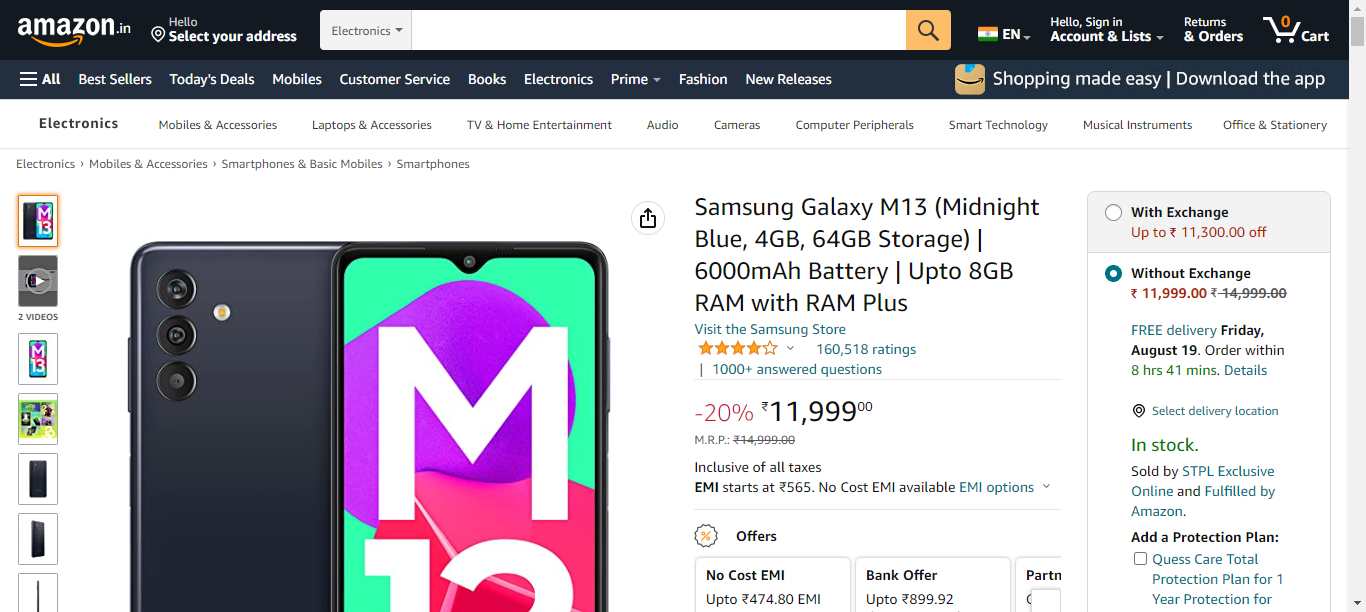 amazon.in
Hello
Select your address
Electronics
EN
Hello, Sign in
Account & Lists
Returns
& Orders
0
Cart
All
Best Sellers
Today's Deals
Mobiles
Customer Service
Books
Electronics
Prime
Fashion
New Releases
Shopping made easy | Download the app
Electronics
Mobiles & Accessories
Laptops & Accessories
TV & Home Entertainment
Audio
Cameras
Computer Peripherals
Smart Technology
Musical Instruments
Office & Stationery
Electronics › Mobiles & Accessories › Smartphones & Basic Mobiles › Smartphones
M
13
2 VIDEOS
M
13
M
13
Samsung Galaxy M13 (Midnight
Blue, 4GB, 64GB Storage) |
6000mAh Battery | Upto 8GB
RAM with RAM Plus
Visit the Samsung Store
160,518 ratings
| 1000+ answered questions
-20% ₹11,99900
M.R.P.: ₹14,999.00
Inclusive of all taxes
EMI starts at ₹565. No Cost EMI available EMI options
Offers
No Cost EMI
Upto ₹474.80 EMI
Bank Offer
Upto ₹899.92
Partn
With Exchange
Up to ₹ 11,300.00 off
Without Exchange
₹ 11,999.00 ₹ 14,999.00
FREE delivery Friday,
August 19. Order within
8 hrs 41 mins. Details
Select delivery location
In stock.
Sold by STPL Exclusive
Online and Fulfilled by
Amazon.
Add a Protection Plan:
Quess Care Total
Protection Plan for 1
Year Protection for